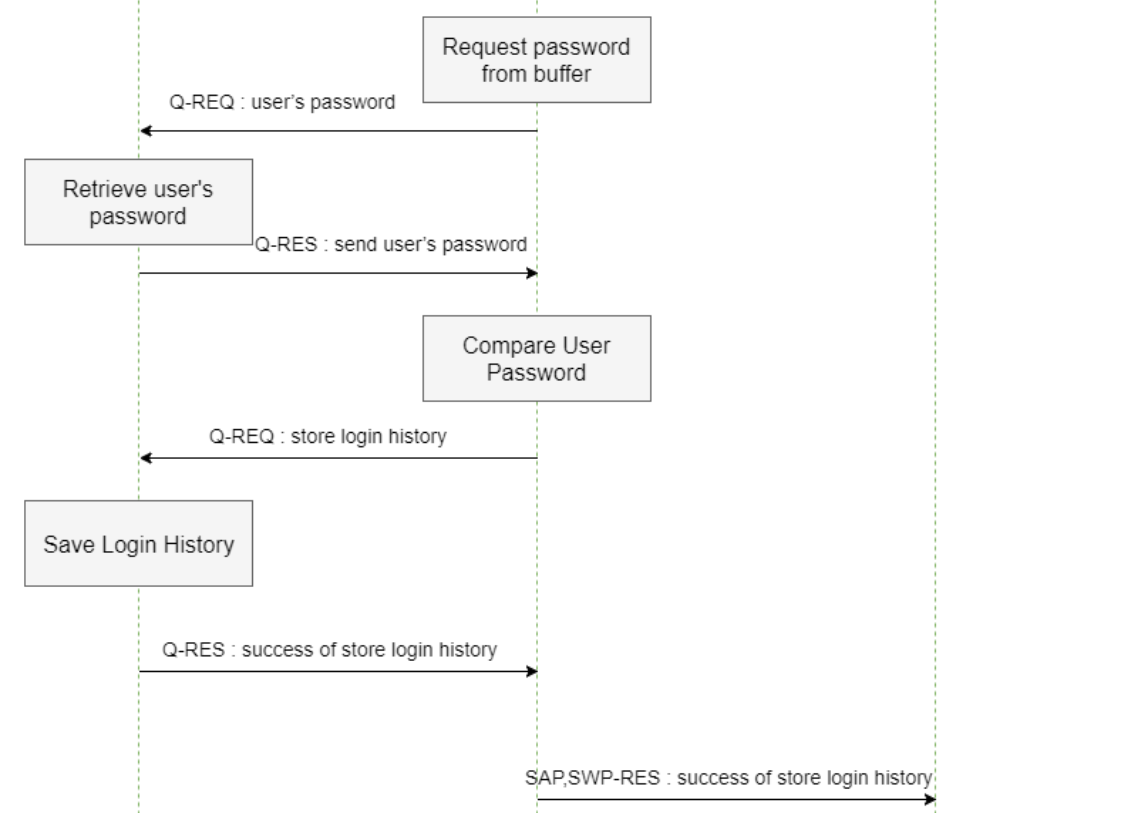 Request password
from buffer
Q-REQ : user's password
Retrieve user's
password
Q-RES : send user's password
Compare User
Password
Q-REQ : store login history
Save Login History
Q-RES : success of store login history
SAP,SWP-RES : success of store login history